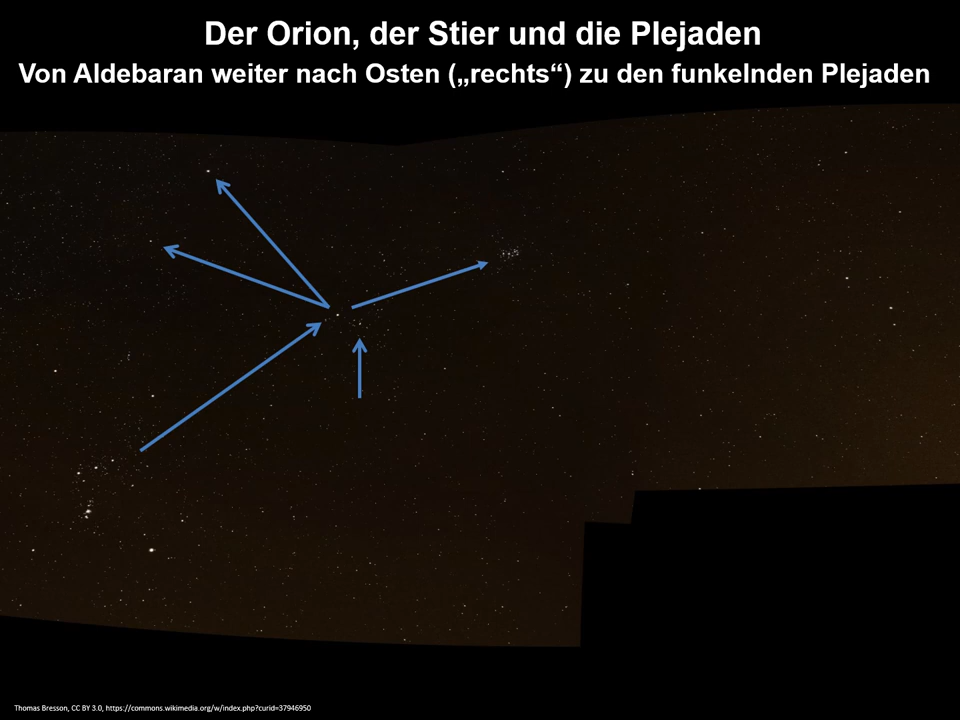 Der Orion, der Stier und die Plejaden
Von Aldebaran weiter nach Osten („rechts“) zu den funkelnden Plejaden
Thomas Bresson, CC BY 3.0, https://commons.wikimedia.org/w/index.php?curid=37946950